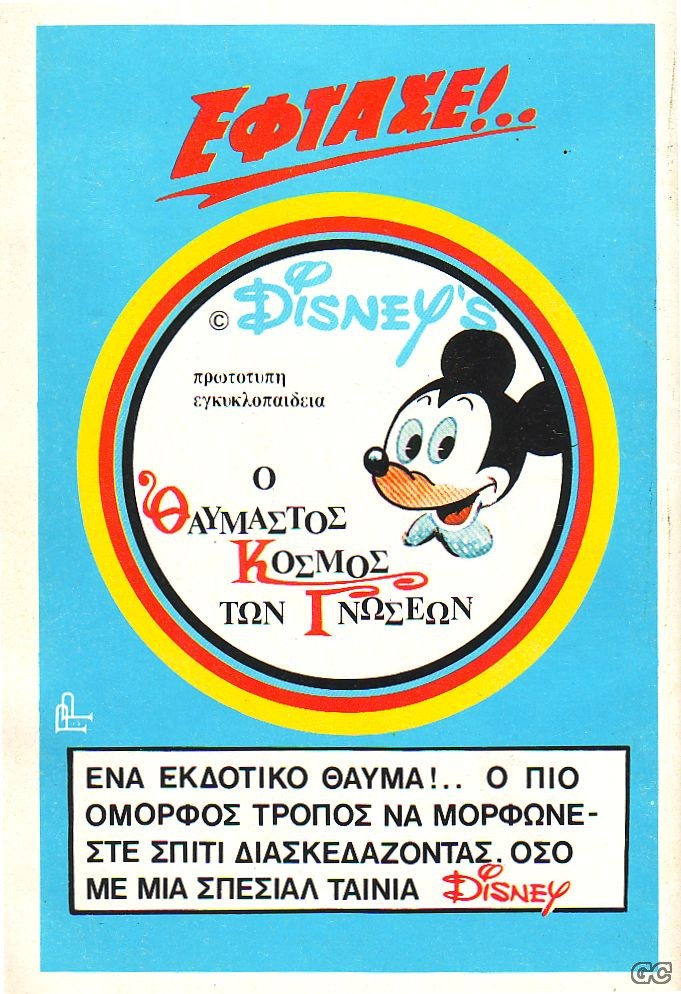 ΕΦΤΑΣΕ!..
© DISNEY'S
πρωτοτυπη
εγκυκλοπαιδεια
Ο
ΘΑΥΜΑΣΤΟΣ
ΚΟΣΜΟΣ
ΤΩΝ ΓΝΩΣΕΩΝ
ΕΝΑ ΕΚΔΟΤΙΚΟ ΘΑΥΜΑ!.. Ο ΠΙΟ
ΟΜΟΡΦΟΣ ΤΡΟΠΟΣ ΝΑ ΜΟΡΦΩΝΕ-
ΣΤΕ ΣΠΙΤΙ ΔΙΑΣΚΕΔΑΖΟΝΤΑΣ. ΟΣΟ
ΜΕ ΜΙΑ ΣΠΕΣΙΑΛ ΤΑΙΝΙΑ DISNEY
GC